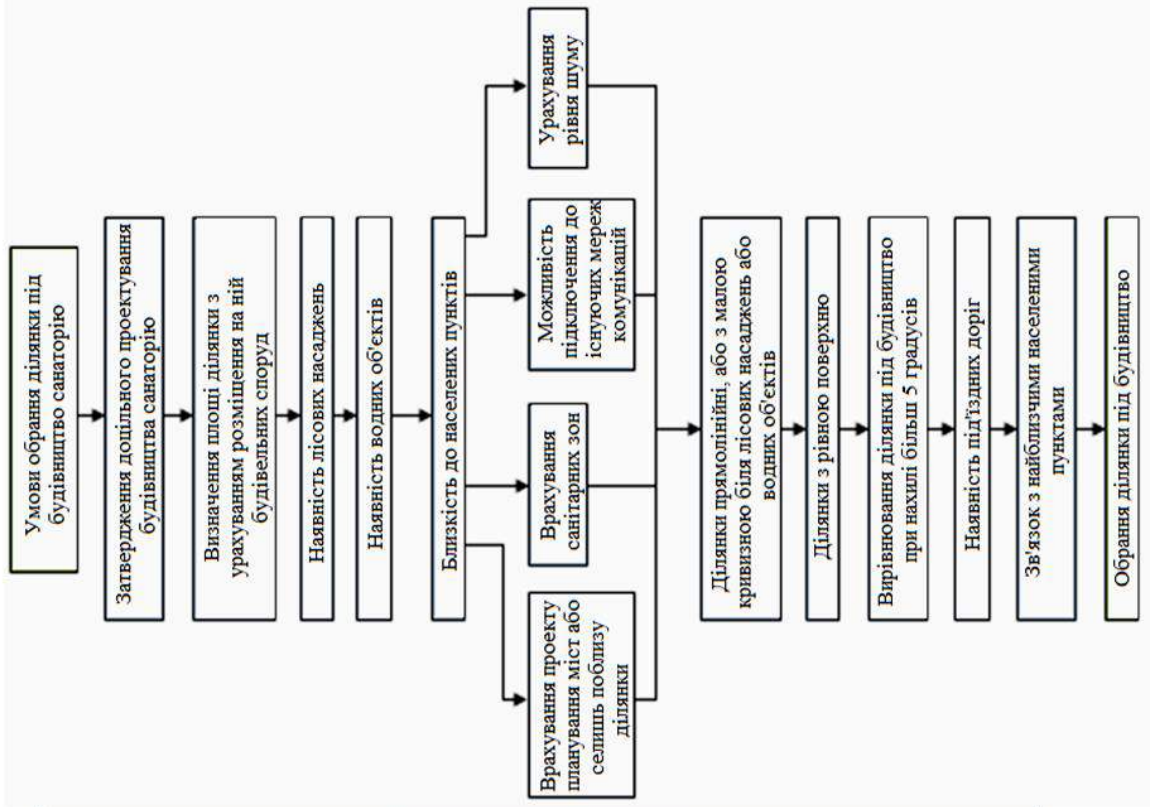 Умови обрання ділянки під
будівництво санаторію
Затвердження доцільного проектування
будівництва санаторію
Визначення площі ділянки з
урахуванням розміщення на ній
будівельних споруд
Наявність лісових насаджень
Наявність водних об'єктів
Близкість до населених пунктів
Врахування проекту
планування міст або
селишь поблизу
ділянки
Врахування
санітарних зон
Можливість
підключення до
існуючих мереж
комунікацій
Урахування
рівня шуму
Ділянки прямолінійні, або з малою
кривизною біля лісових насаджень або
водних об'єктів
Ділянки з рівною поверхню
Вирівнювання ділянки під будівництво
при нахилі більш 5 градусів
Наявність під'їздних доріг
Зв'язок з найблизчими населеними
пунктами
Обрання ділянки під будівництво